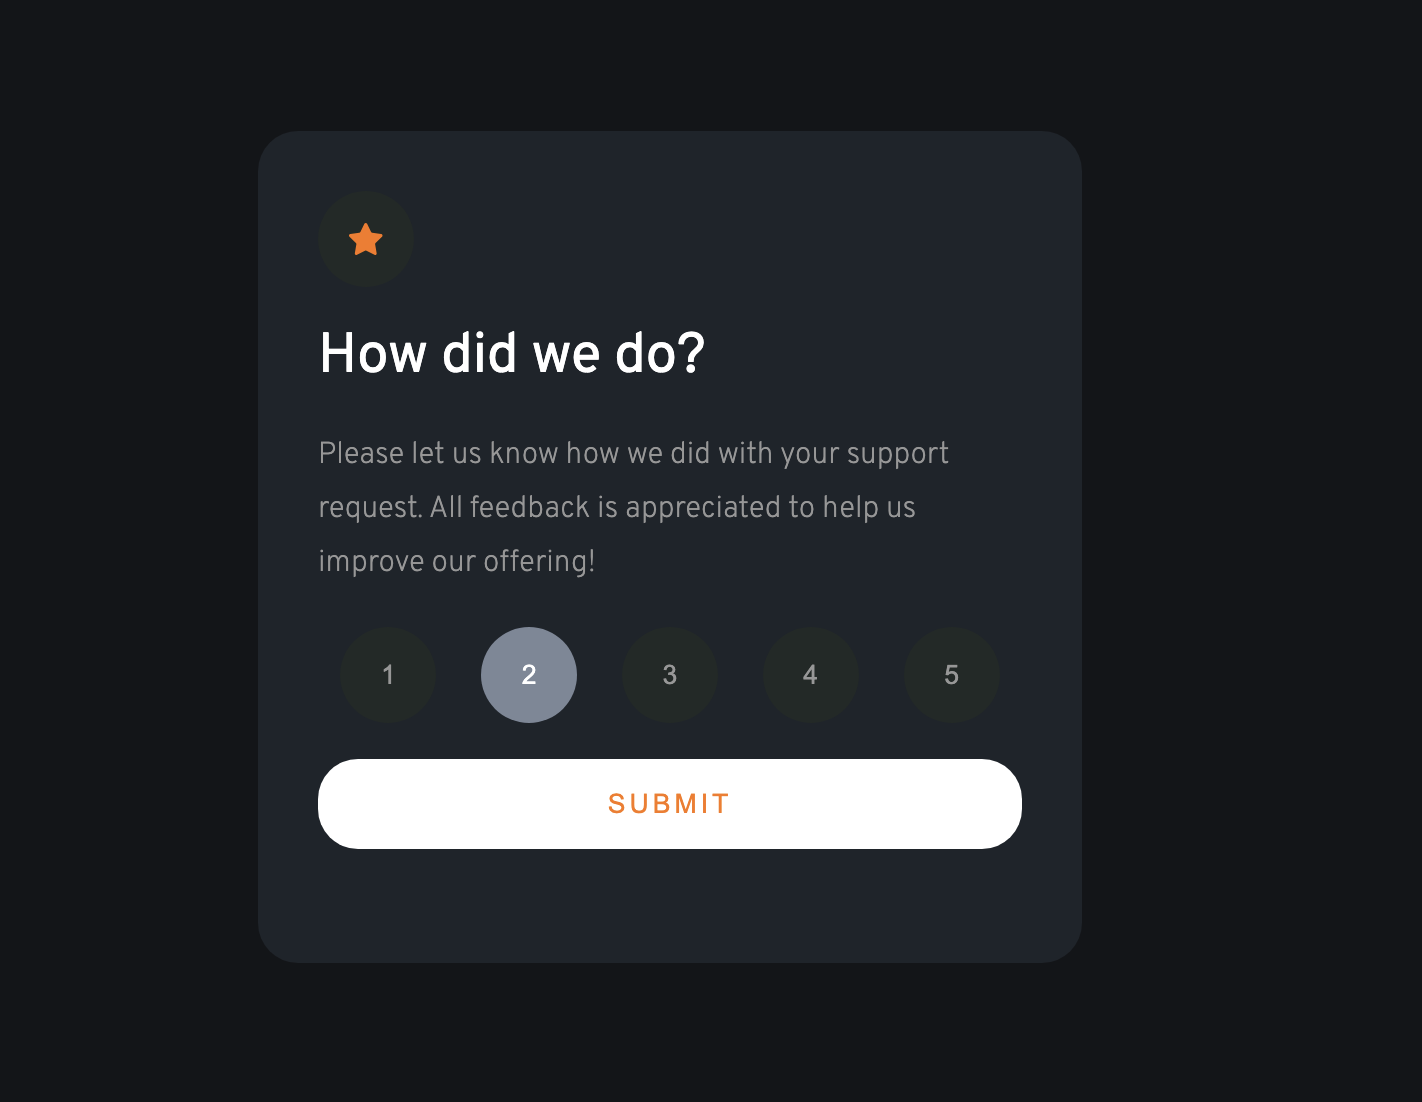 How did we do?
Please let us know how we did with your support
request. All feedback is appreciated to help us
improve our offering!
1 2 3 4 5
SUBMIT